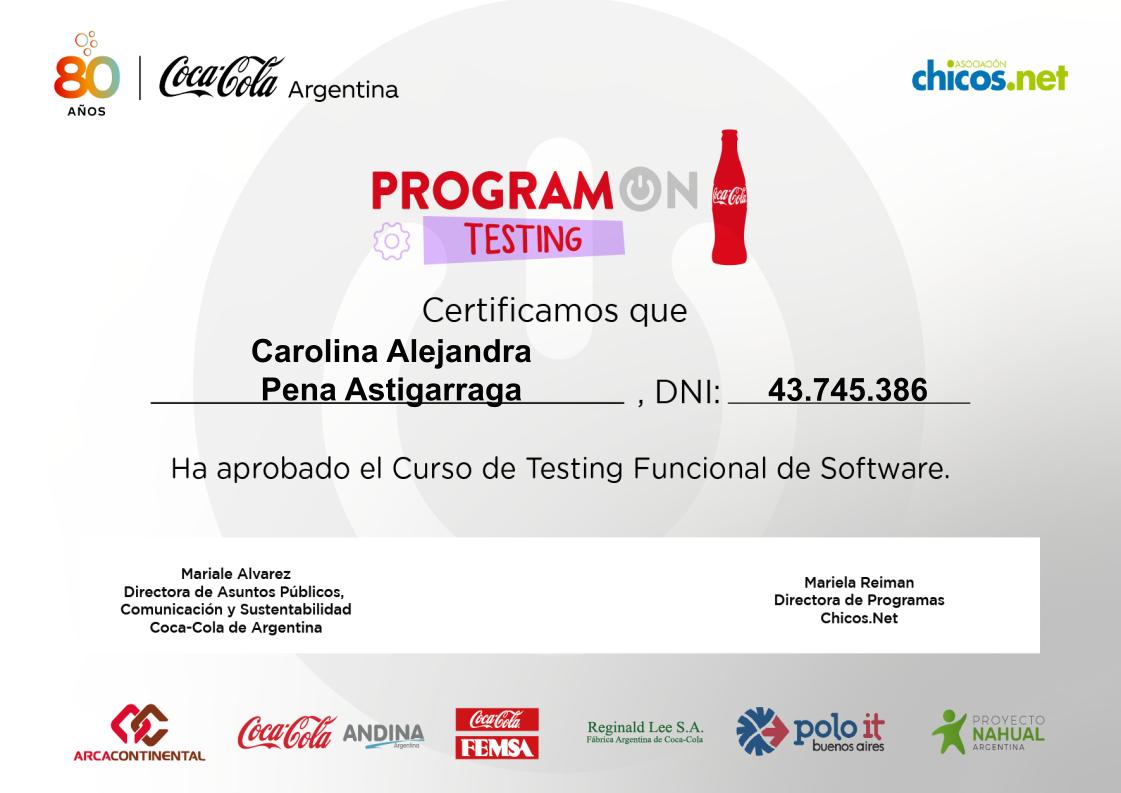 80
AÑOS
Coca-Cola Argentina
ASOCIACIÓN
chicos.net
PROGRAMON
Coca-Cola
TESTING
Certificamos que
Carolina Alejandra
Pena Astigarraga , DNI: 43.745.386
Ha aprobado el Curso de Testing Funcional de Software.
Mariale Alvarez
Directora de Asuntos Públicos,
Comunicación y Sustentabilidad
Coca-Cola de Argentina
Mariela Reiman
Directora de Programas
Chicos.Net
ARCACONTINENTAL
Coca-Cola ANDINA
Argentina
Coca-Cola
FEMSA
Reginald Lee S.A.
Fábrica Argentina de Coca-Cola
polo it
buenos aires
PROYECTO
NAHUAL
ARGENTINA